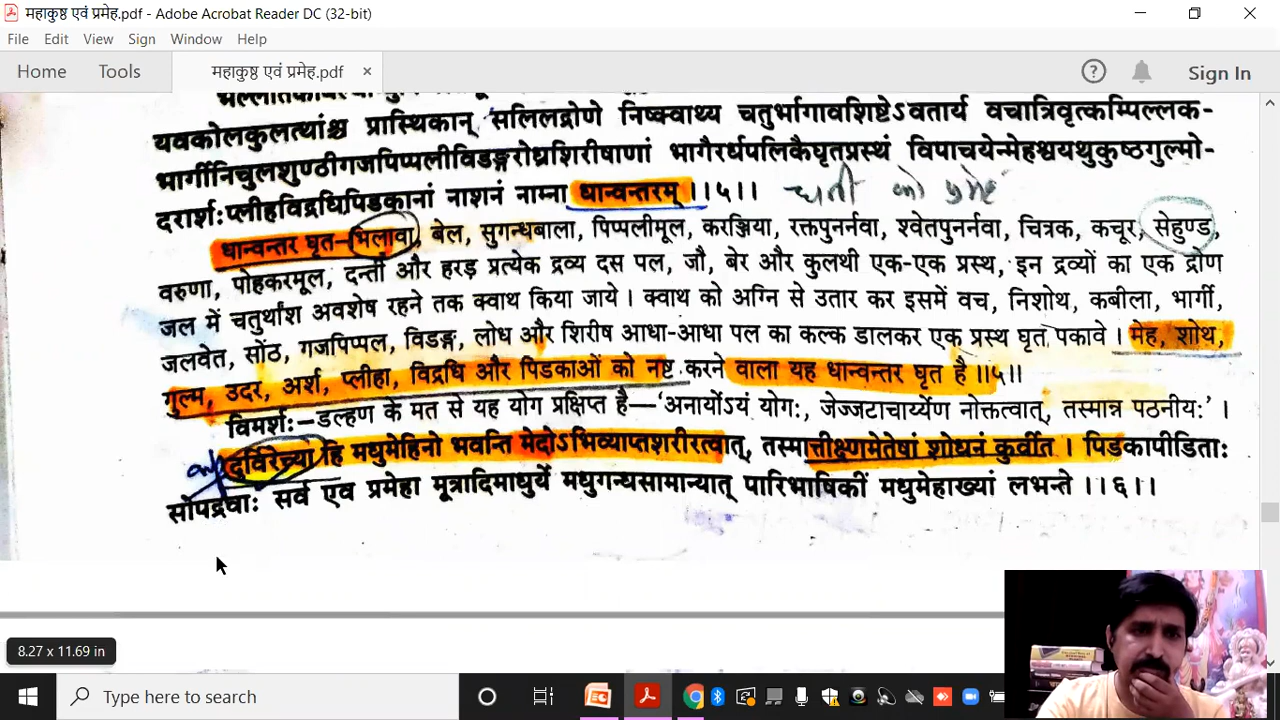 महाकुष्ठ एवं प्रमेह.pdf - Adobe Acrobat Reader DC (32-bit)
File Edit View Sign Window Help
Home Tools महाकुष्ठ एवं प्रमेह.pdf × Sign In
यवकोलकुलत्थांश्च प्रास्थिकान् सलिलद्रोणे निष्क्वाथ्य चतुर्भागावशिष्टेऽवतार्य वचात्रिवृत्कम्पिल्लक-
भार्गीनिचुलशुण्ठीगजपिप्पलीविडङ्गरोध्रशिरीषाणां भागैरर्धपलिकैघृतप्रस्थं विपाचयेन्मेहश्वयथुकुष्ठगुल्मो-
दरार्शःप्लीहविद्रधिपिडकानां नाशनं नाम्ना धान्वन्तरम् ।।५।।
धान्वन्तर घृत–भिलावा, बेल, सुगन्धबाला, पिप्पलीमूल, करञ्जिया, रक्तपुनर्नवा, श्वेतपुनर्नवा, चित्रक, कचूर, सेहुण्ड,
वरुणा, पोहकरमूल, दन्ती और हरड़ प्रत्येक द्रव्य दस पल, जौ, बेर और कुलथी एक-एक प्रस्थ, इन द्रव्यों का एक द्रोण
जल में चतुर्थांश अवशेष रहने तक क्वाथ किया जाये । क्वाथ को अग्नि से उतार कर इसमें वच, निशोथ, कबीला, भार्गी,
जलवेत, सोंठ, गजपिप्पल, विडङ्ग, लोध और शिरीष आधा-आधा पल का कल्क डालकर एक प्रस्थ घृत पकावे । मेह, शोथ,
गुल्म, उदर, अर्श, प्लीहा, विद्रधि और पिडकाओं को नष्ट करने वाला यह धान्वन्तर घृत है ।।५।।
विमर्शः–डल्हण के मत से यह योग प्रक्षिप्त है–‘अनार्योऽयं योगः, जेज्जटाचार्य्येण नोक्तत्वात्, तस्मान्न पठनीयः’ ।
दुर्विरेच्या हि मधुमेहिनो भवन्ति मेदोऽभिव्याप्तशरीरत्वात्, तस्मात्तीक्ष्णमेतेषां शोधनं कुर्वीत । पिडकापीडिताः
सोपद्रवाः सर्व एव प्रमेहा मूत्रादिमाधुर्ये मधुगन्धसामान्यात् पारिभाषिकीं मधुमेहाख्यां लभन्ते ।।६।।
8.27 x 11.69 in
Type here to search